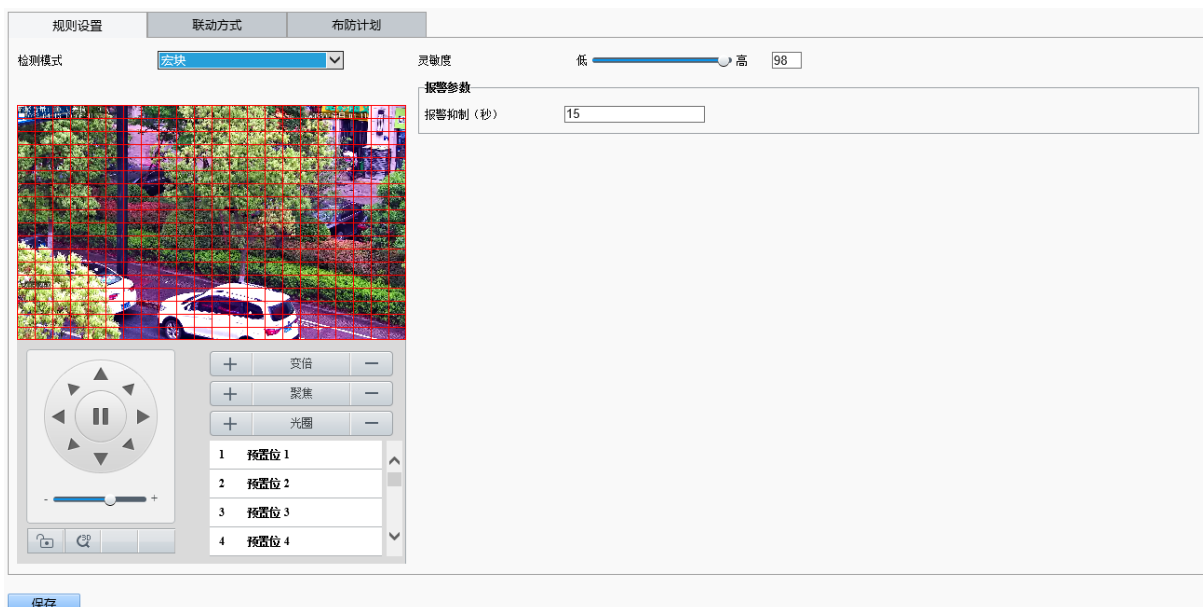 规则设置 联动方式 布防计划
检测模式 宏块 灵敏度 低 高 98
报警参数
报警抑制（秒） 15
+ 变倍 −
+ 聚焦 −
+ 光圈 −
1 预置位 1
2 预置位 2
- +
3 预置位 3
3D
4 预置位 4
保存